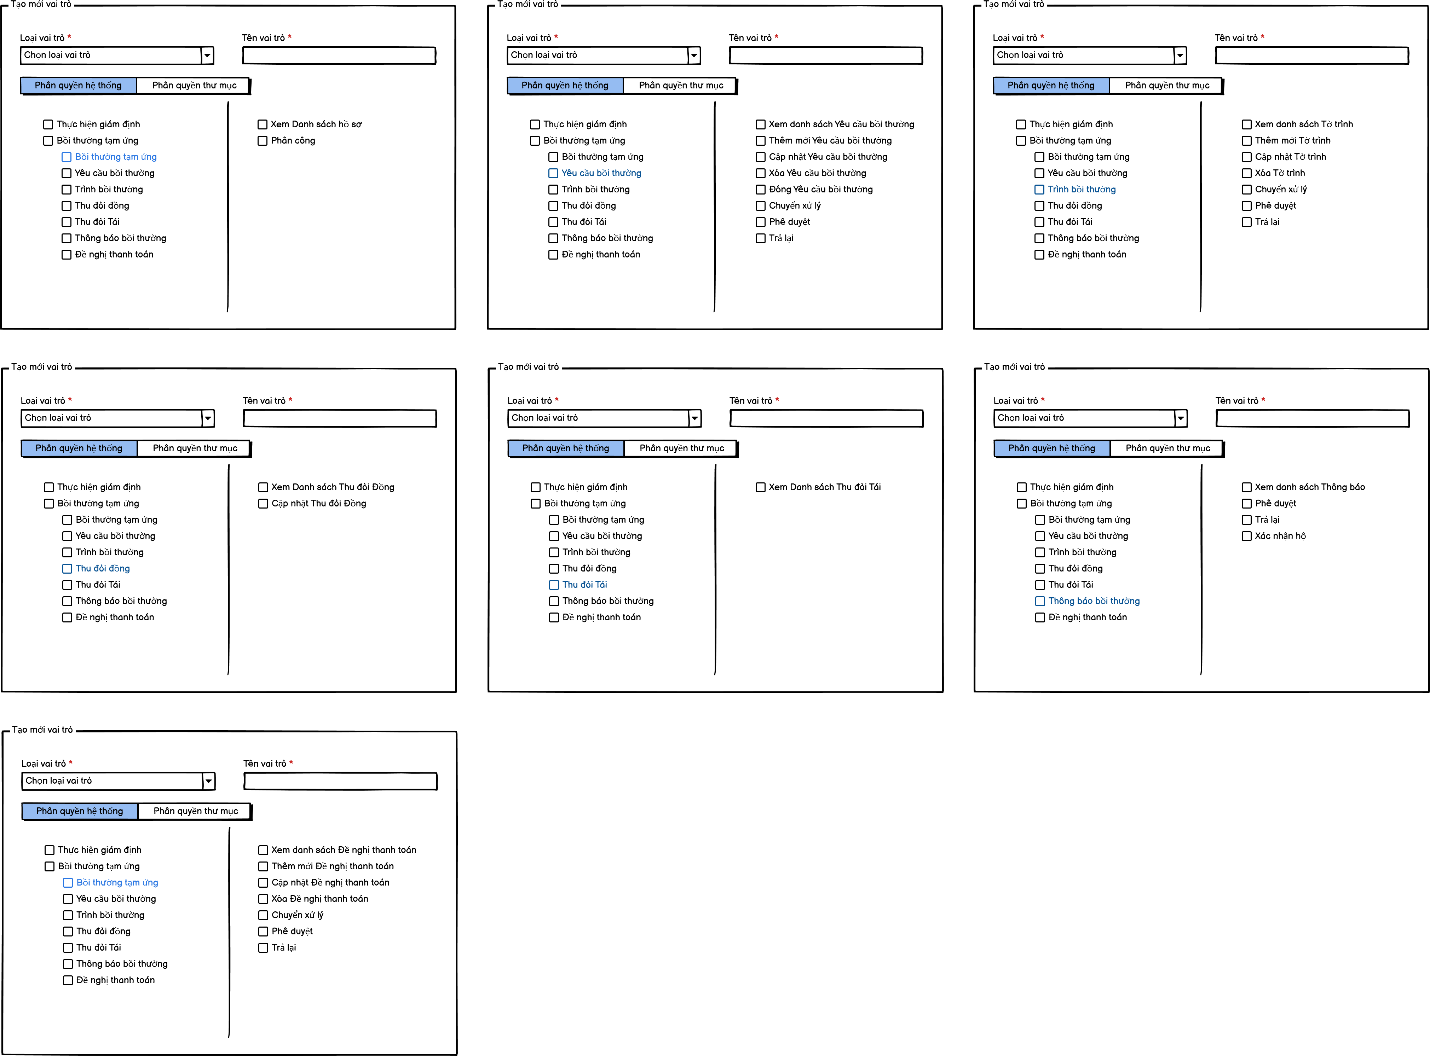 Tạo mới vai trò
Loại vai trò *
Tên vai trò *
Chọn loại vai trò
Phân quyền hệ thống
Phân quyền thư mục
Thực hiện giám định
Bồi thường tạm ứng
Bồi thường tạm ứng
Yêu cầu bồi thường
Trình bồi thường
Thu đòi đồng
Thu đòi Tái
Thông báo bồi thường
Đề nghị thanh toán
Xem Danh sách hồ sơ
Phân công
Tạo mới vai trò
Loại vai trò *
Tên vai trò *
Chọn loại vai trò
Phân quyền hệ thống
Phân quyền thư mục
Thực hiện giám định
Bồi thường tạm ứng
Bồi thường tạm ứng
Yêu cầu bồi thường
Trình bồi thường
Thu đòi đồng
Thu đòi Tái
Thông báo bồi thường
Đề nghị thanh toán
Xem danh sách Yêu cầu bồi thường
Thêm mới Yêu cầu bồi thường
Cập nhật Yêu cầu bồi thường
Xóa Yêu cầu bồi thường
Đóng Yêu cầu bồi thường
Chuyển xử lý
Phê duyệt
Trả lại
Tạo mới vai trò
Loại vai trò *
Tên vai trò *
Chọn loại vai trò
Phân quyền hệ thống
Phân quyền thư mục
Thực hiện giám định
Bồi thường tạm ứng
Bồi thường tạm ứng
Yêu cầu bồi thường
Trình bồi thường
Thu đòi đồng
Thu đòi Tái
Thông báo bồi thường
Đề nghị thanh toán
Xem danh sách Tờ trình
Thêm mới Tờ trình
Cập nhật Tờ trình
Xóa Tờ trình
Chuyển xử lý
Phê duyệt
Trả lại
Tạo mới vai trò
Loại vai trò *
Tên vai trò *
Chọn loại vai trò
Phân quyền hệ thống
Phân quyền thư mục
Thực hiện giám định
Bồi thường tạm ứng
Bồi thường tạm ứng
Yêu cầu bồi thường
Trình bồi thường
Thu đòi đồng
Thu đòi Tái
Thông báo bồi thường
Đề nghị thanh toán
Xem Danh sách Thu đòi Đồng
Cập nhật Thu đòi Đồng
Tạo mới vai trò
Loại vai trò *
Tên vai trò *
Chọn loại vai trò
Phân quyền hệ thống
Phân quyền thư mục
Thực hiện giám định
Bồi thường tạm ứng
Bồi thường tạm ứng
Yêu cầu bồi thường
Trình bồi thường
Thu đòi đồng
Thu đòi Tái
Thông báo bồi thường
Đề nghị thanh toán
Xem Danh sách Thu đòi Tái
Tạo mới vai trò
Loại vai trò *
Tên vai trò *
Chọn loại vai trò
Phân quyền hệ thống
Phân quyền thư mục
Thực hiện giám định
Bồi thường tạm ứng
Bồi thường tạm ứng
Yêu cầu bồi thường
Trình bồi thường
Thu đòi đồng
Thu đòi Tái
Thông báo bồi thường
Đề nghị thanh toán
Xem danh sách Thông báo
Phê duyệt
Trả lại
Xác nhận hộ
Tạo mới vai trò
Loại vai trò *
Tên vai trò *
Chọn loại vai trò
Phân quyền hệ thống
Phân quyền thư mục
Thực hiện giám định
Bồi thường tạm ứng
Bồi thường tạm ứng
Yêu cầu bồi thường
Trình bồi thường
Thu đòi đồng
Thu đòi Tái
Thông báo bồi thường
Đề nghị thanh toán
Xem danh sách Đề nghị thanh toán
Thêm mới Đề nghị thanh toán
Cập nhật Đề nghị thanh toán
Xóa Đề nghị thanh toán
Chuyển xử lý
Phê duyệt
Trả lại